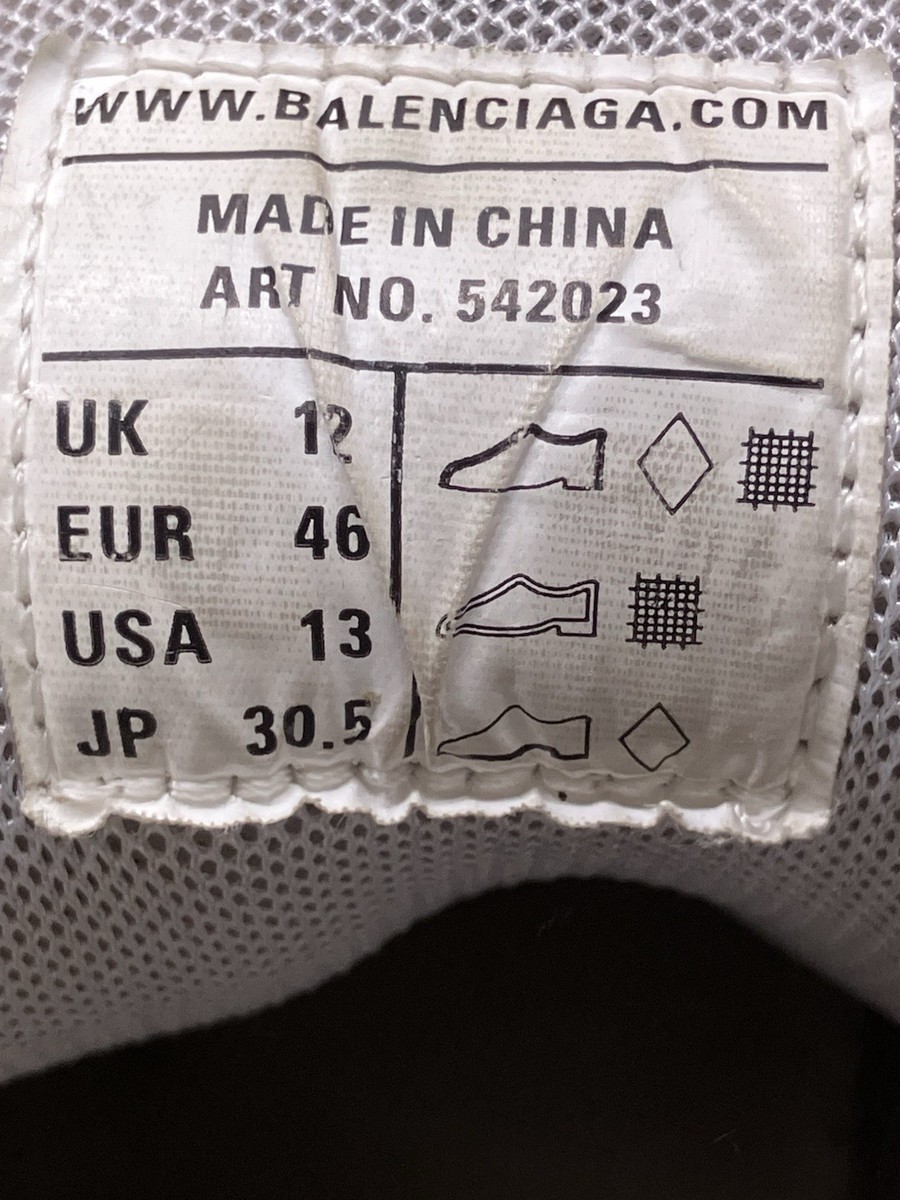 WWW.BALENCIAGA.COM
MADE IN CHINA
ART NO. 542023
UK 12
EUR 46
USA 13
JP 30.5